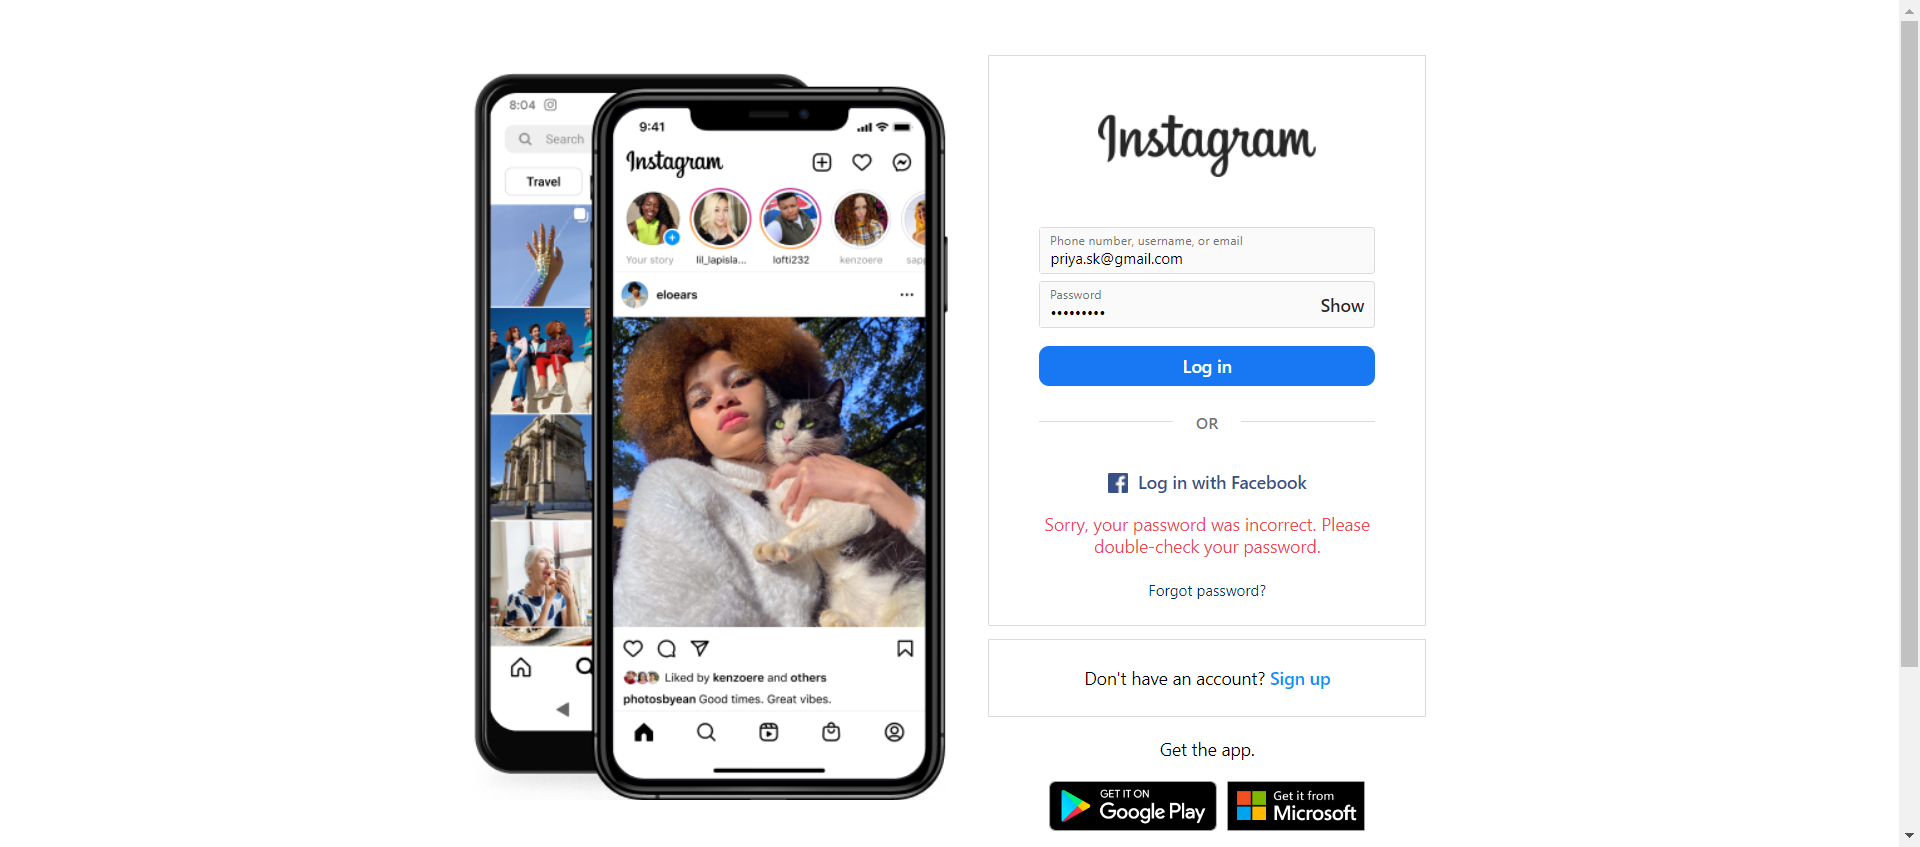 8:04
Search
Travel
9:41
Instagram
Your story
lil_lapisla...
lofti232
kenzoere
sap
eloears
Liked by kenzoere and others
photosbyean Good times. Great vibes.
Instagram
Phone number, username, or email
priya.sk@gmail.com
Password
•••••••••
Show
Log in
OR
Log in with Facebook
Sorry, your password was incorrect. Please
double-check your password.
Forgot password?
Don't have an account? Sign up
Get the app.
GET IT ON
Google Play
Get it from
Microsoft